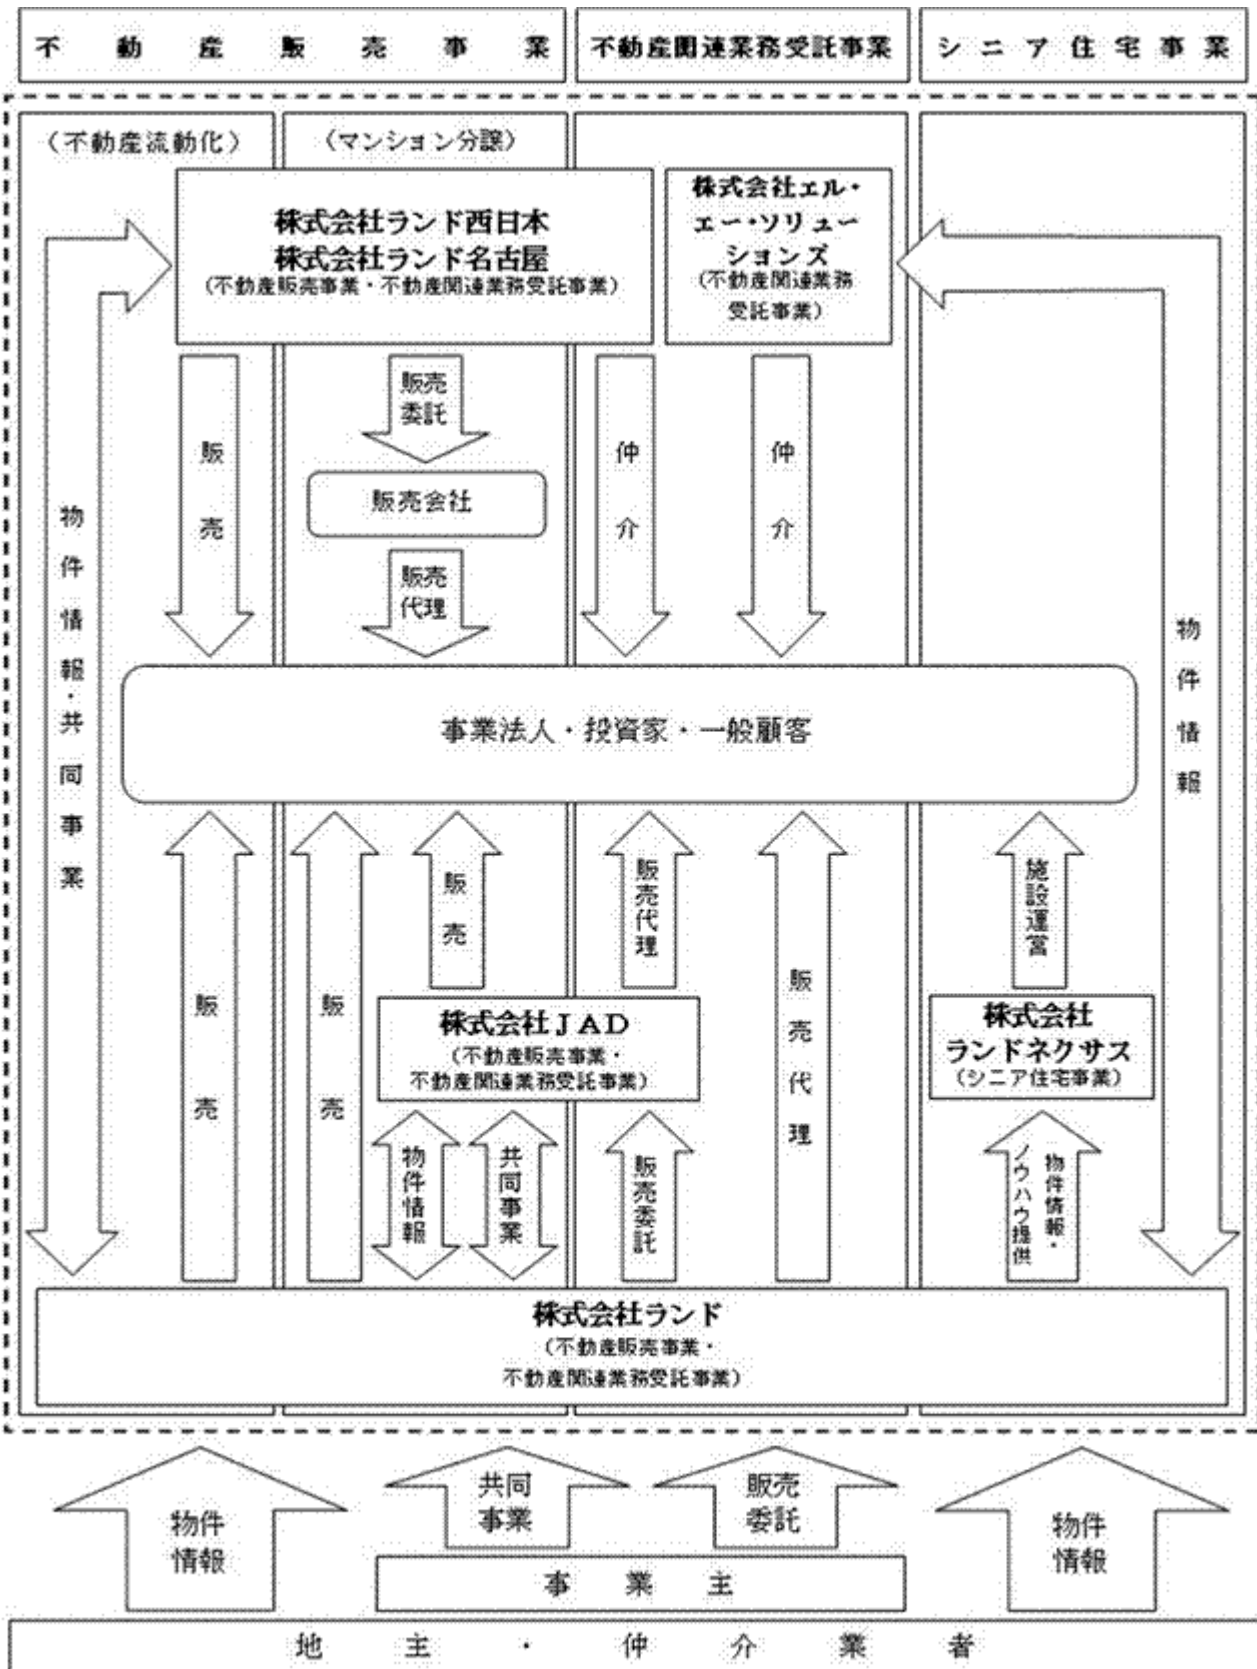 不動産販売事業
不動産関連業務受託事業
シニア住宅事業
〈不動産流動化〉
〈マンション分譲〉
株式会社ランド西日本
株式会社ランド名古屋
(不動産販売事業・不動産関連業務受託事業)
株式会社エル・
エー・ソリュー
ションズ
(不動産関連業務
受託事業)
物件情報・共同事業
販売
販売
委託
販売会社
販売
代理
仲介
仲介
物件情報
事業法人・投資家・一般顧客
販売
販売
販売
販売代理
販売代理
施設運営
株式会社JAD
(不動産販売事業・
不動産関連業務受託事業)
株式会社
ランドネクサス
(シニア住宅事業)
物件情報
共同事業
販売委託
物件情報・
ノウハウ提供
株式会社ランド
(不動産販売事業・
不動産関連業務受託事業)
物件
情報
共同
事業
販売
委託
物件
情報
事業主
地主・仲介業者